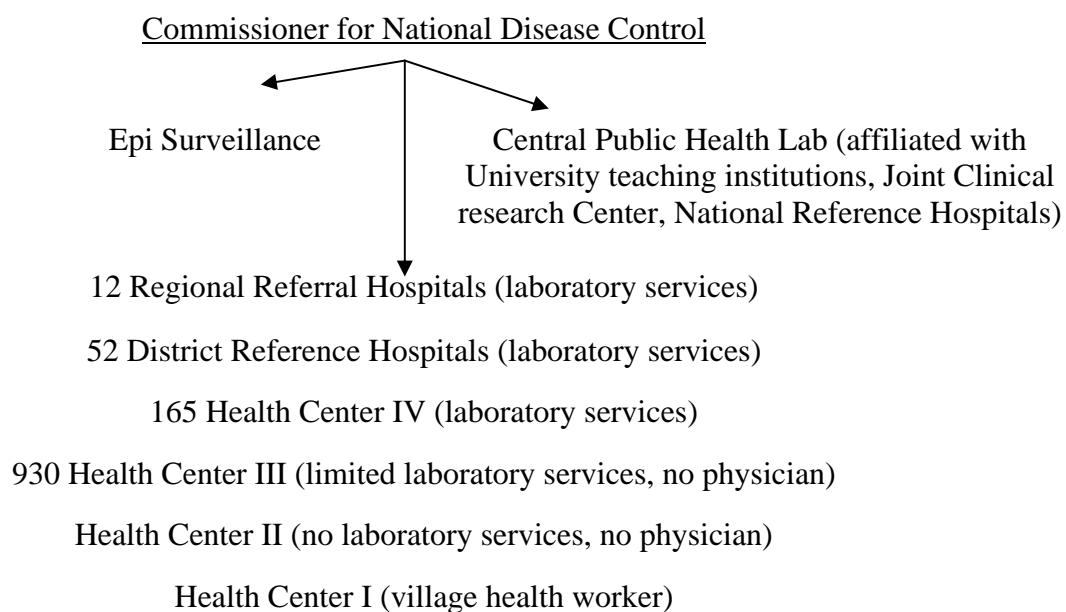 Commissioner for National Disease Control
Epi Surveillance
Central Public Health Lab (affiliated with
University teaching institutions, Joint Clinical
research Center, National Reference Hospitals)
12 Regional Referral Hospitals (laboratory services)
52 District Reference Hospitals (laboratory services)
165 Health Center IV (laboratory services)
930 Health Center III (limited laboratory services, no physician)
Health Center II (no laboratory services, no physician)
Health Center I (village health worker)